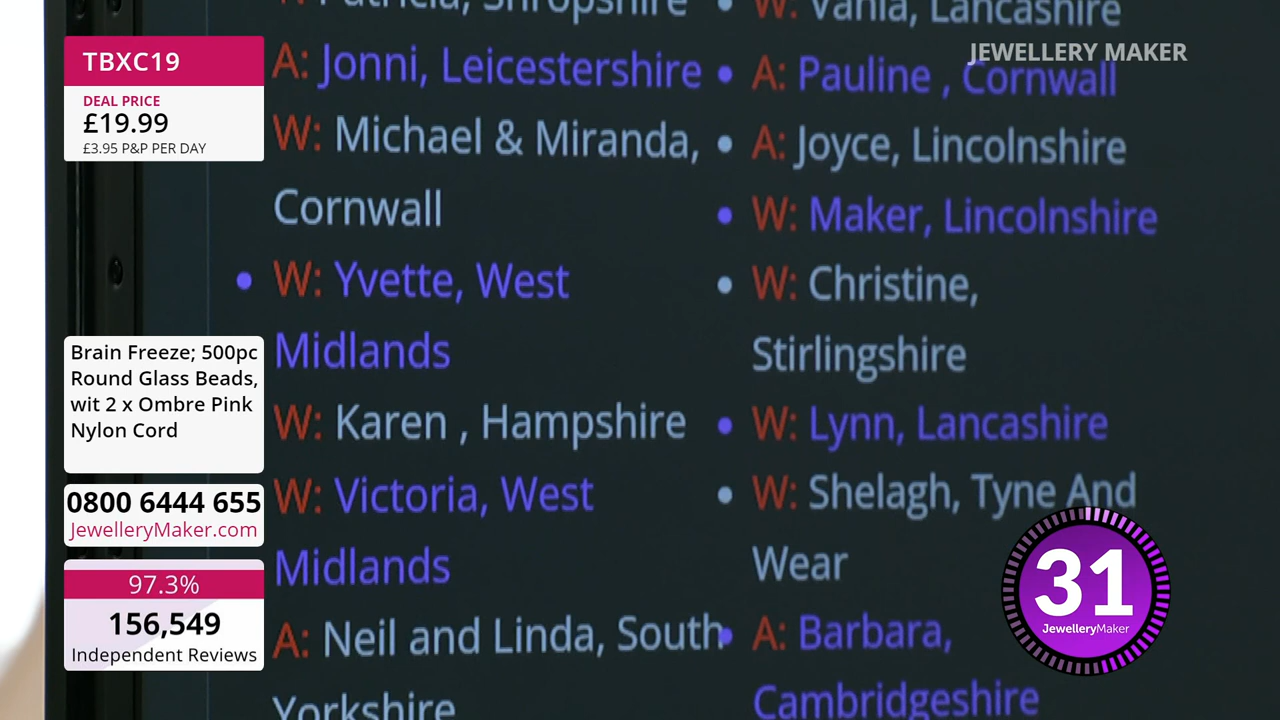 TBXC19
DEAL PRICE
£19.99
£3.95 P&P PER DAY
Brain Freeze; 500pc
Round Glass Beads,
wit 2 x Ombre Pink
Nylon Cord
0800 6444 655
JewelleryMaker.com
97.3%
156,549
Independent Reviews
Patricia, Shropshire
A: Jonni, Leicestershire
W: Michael & Miranda,
Cornwall
• W: Yvette, West
Midlands
W: Karen , Hampshire
W: Victoria, West
Midlands
A: Neil and Linda, South
Yorkshire
• W: Vania, Lancashire
• A: Pauline , Cornwall
• A: Joyce, Lincolnshire
• W: Maker, Lincolnshire
• W: Christine,
Stirlingshire
• W: Lynn, Lancashire
• W: Shelagh, Tyne And
Wear
• A: Barbara,
Cambridgeshire
JEWELLERY MAKER
31
JewelleryMaker